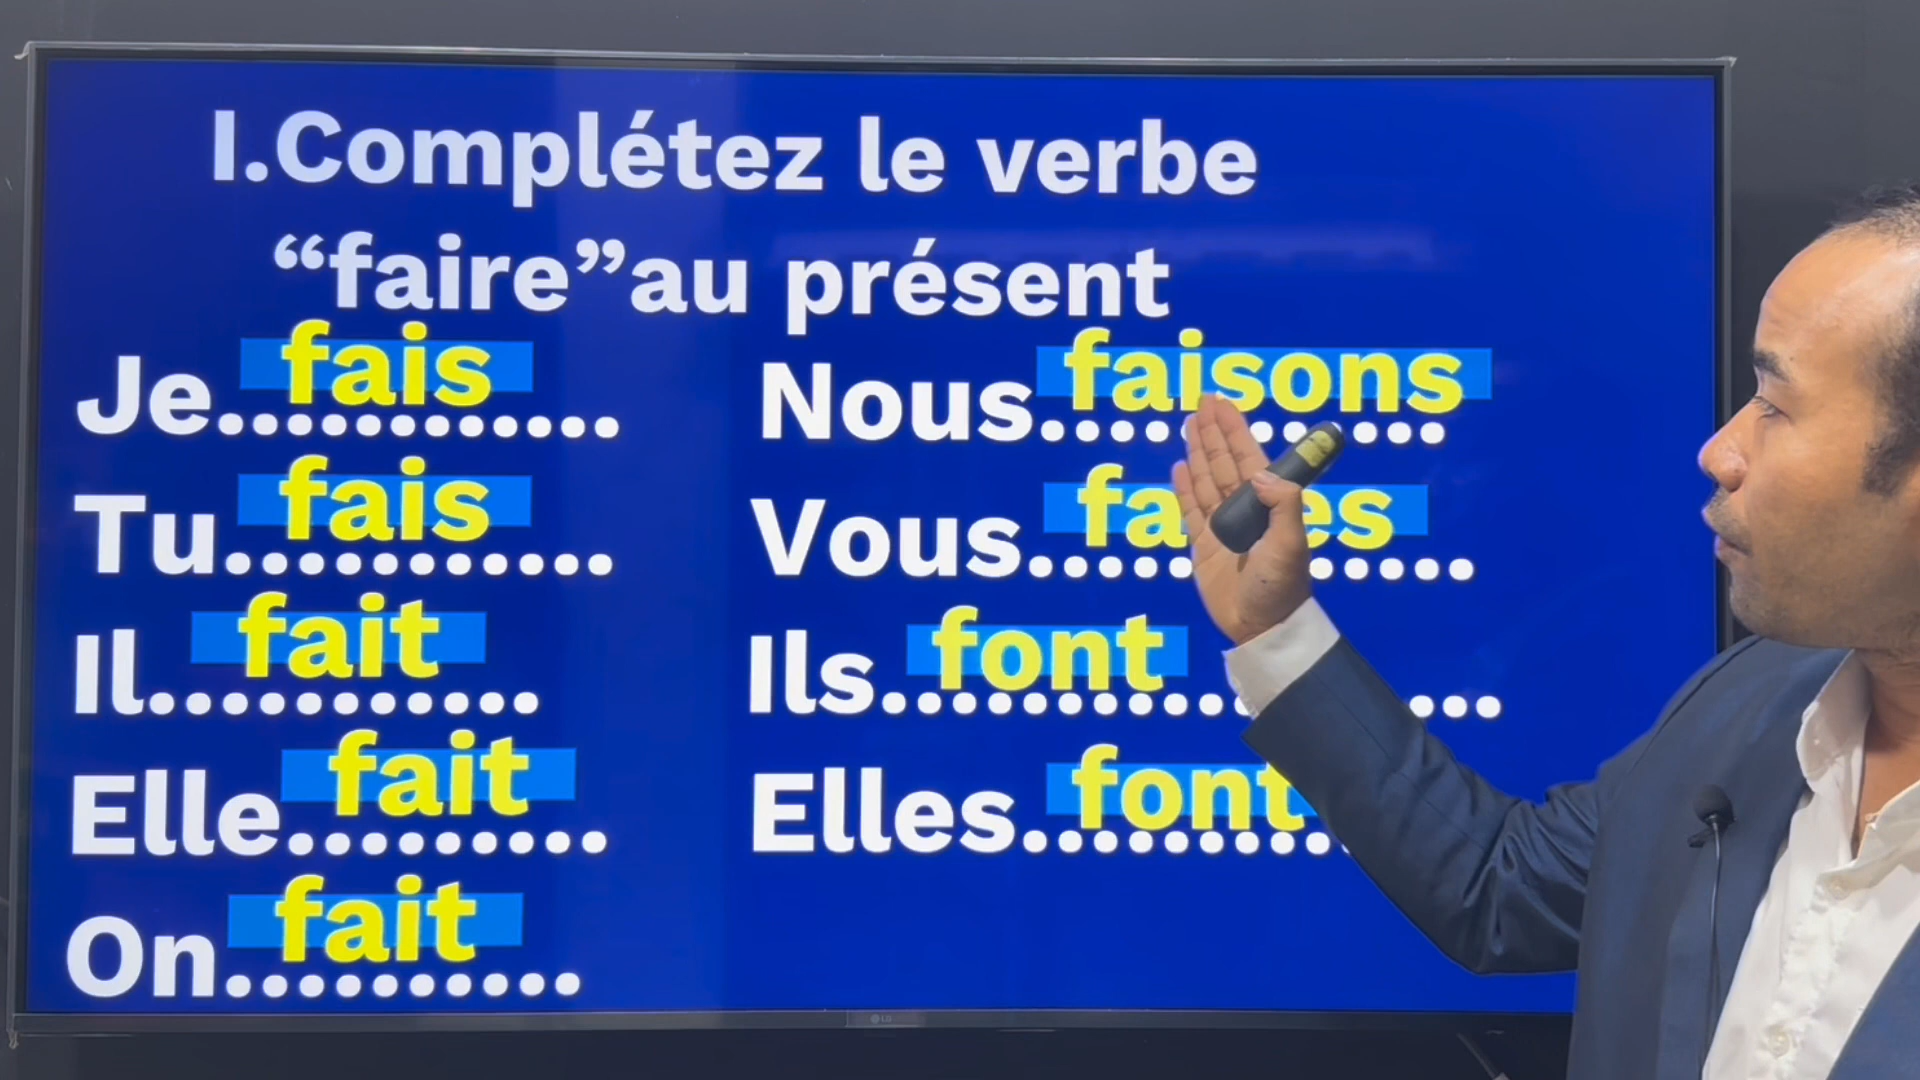 I.Complétez le verbe
“faire”au présent
Je............fais
Tu...........fais
Il...........fait
Elle.........fait
On..........fait
Nous............faisons
Vous.............
Ils..................font
Elles..........font
LG